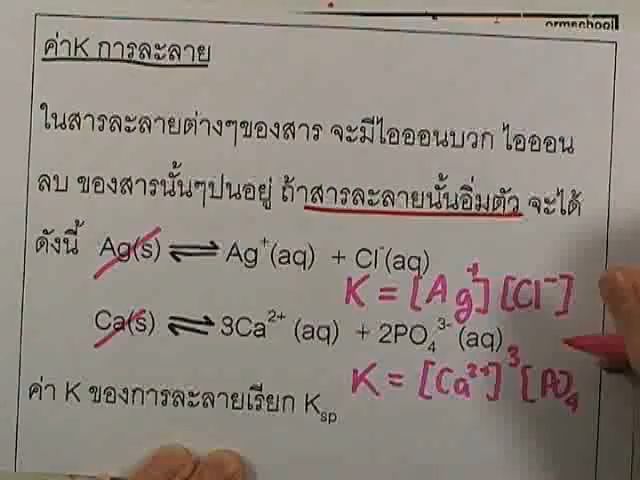 ormschool
ค่าK การละลาย
ในสารละลายต่างๆของสาร จะมีไอออนบวก ไอออน
ลบ ของสารนั้นๆปนอยู่ ถ้าสารละลายนั้นอิ่มตัว จะได้
ดังนี้ Ag(s) ⇌ Ag⁺(aq) + Cl⁻(aq)
K = [Ag⁺][Cl⁻]
Ca(s) ⇌ 3Ca²⁺ (aq) + 2PO₄³⁻ (aq)
K = [Ca²⁺]³ [PO₄
ค่า K ของการละลายเรียก Kₛₚ